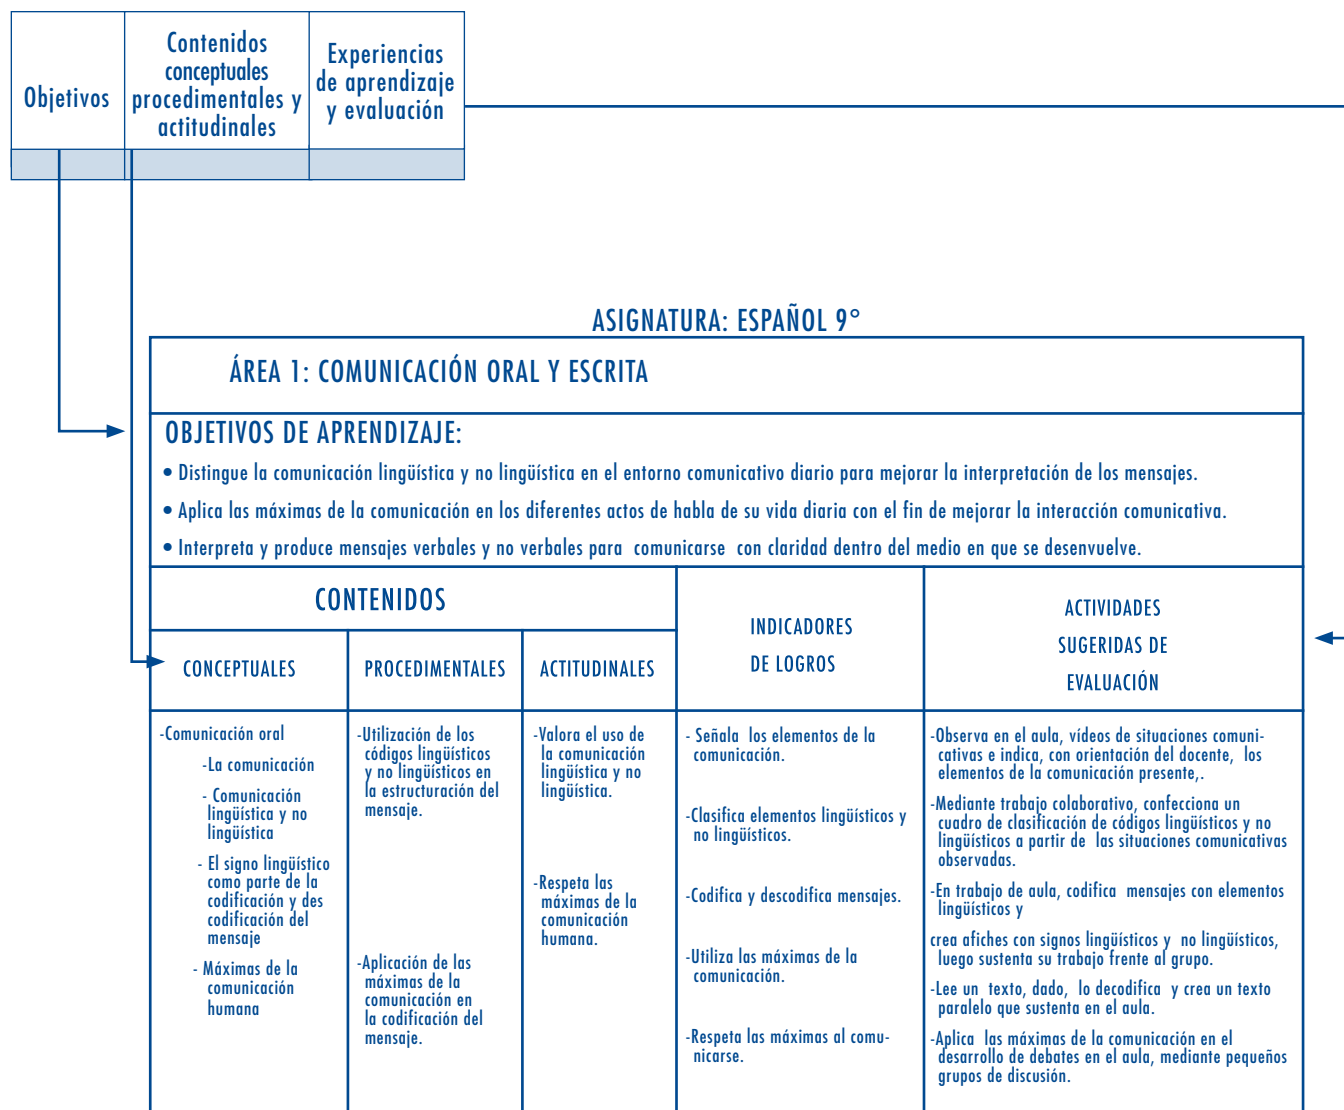 Objetivos
Contenidos
conceptuales
procedimentales y
actitudinales
Experiencias
de aprendizaje
y evaluación
ASIGNATURA: ESPAÑOL 9°
ÁREA 1: COMUNICACIÓN ORAL Y ESCRITA
OBJETIVOS DE APRENDIZAJE:
• Distingue la comunicación lingüística y no lingüística en el entorno comunicativo diario para mejorar la interpretación de los mensajes.
• Aplica las máximas de la comunicación en los diferentes actos de habla de su vida diaria con el fin de mejorar la interacción comunicativa.
• Interpreta y produce mensajes verbales y no verbales para comunicarse con claridad dentro del medio en que se desenvuelve.
CONTENIDOS
CONCEPTUALES
PROCEDIMENTALES
ACTITUDINALES
INDICADORES
DE LOGROS
ACTIVIDADES
SUGERIDAS DE
EVALUACIÓN
-Comunicación oral
-La comunicación
- Comunicación
lingüística y no
lingüística
- El signo lingüístico
como parte de la
codificación y des
codificación del
mensaje
- Máximas de la
comunicación
humana
-Utilización de los
códigos lingüísticos
y no lingüísticos en
la estructuración del
mensaje.
-Aplicación de las
máximas de la
comunicación en
la codificación del
mensaje.
-Valora el uso de
la comunicación
lingüística y no
lingüística.
-Respeta las
máximas de la
comunicación
humana.
- Señala los elementos de la
comunicación.
-Clasifica elementos lingüísticos y
no lingüísticos.
-Codifica y descodifica mensajes.
-Utiliza las máximas de la
comunicación.
-Respeta las máximas al comu-
nicarse.
-Observa en el aula, vídeos de situaciones comuni-
cativas e indica, con orientación del docente, los
elementos de la comunicación presente,.
-Mediante trabajo colaborativo, confecciona un
cuadro de clasificación de códigos lingüísticos y no
lingüísticos a partir de las situaciones comunicativas
observadas.
-En trabajo de aula, codifica mensajes con elementos
lingüísticos y
crea afiches con signos lingüísticos y no lingüísticos,
luego sustenta su trabajo frente al grupo.
-Lee un texto, dado, lo decodifica y crea un texto
paralelo que sustenta en el aula.
-Aplica las máximas de la comunicación en el
desarrollo de debates en el aula, mediante pequeños
grupos de discusión.